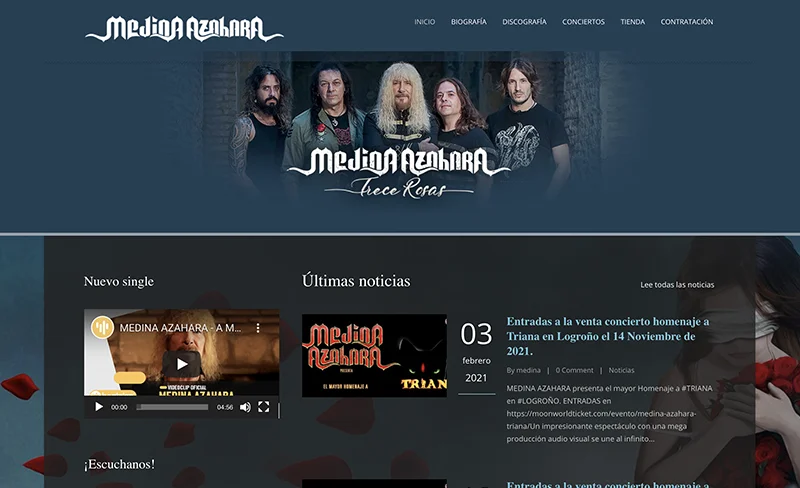 MEDINA AZAHARA
INICIO
BIOGRAFÍA
DISCOGRAFÍA
CONCIERTOS
TIENDA
CONTRATACIÓN
MEDINA AZAHARA
Trece Rosas
Nuevo single
Últimas noticias
Lee todas las noticias
MEDINA AZAHARA - A M...
VIDEOCLIP OFICIAL
MEDINA AZAHARA
00:00
04:56
MEDINA
AZAHARA
PRESENTA
EL MAYOR HOMENAJE A
TRIAN
03
febrero
2021
Entradas a la venta concierto homenaje a
Triana en Logroño el 14 Noviembre de
2021.
By medina | 0 Comment | Noticias
MEDINA AZAHARA presenta el mayor Homenaje a #TRIANA
en #LOGROÑO. ENTRADAS en
https://moonworldticket.com/evento/medina-azahara-
triana/Un impresionante espectáculo con una mega
producción audio visual se une al infinito...
¡Escuchanos!
Entradas a la venta concierto homenaje a